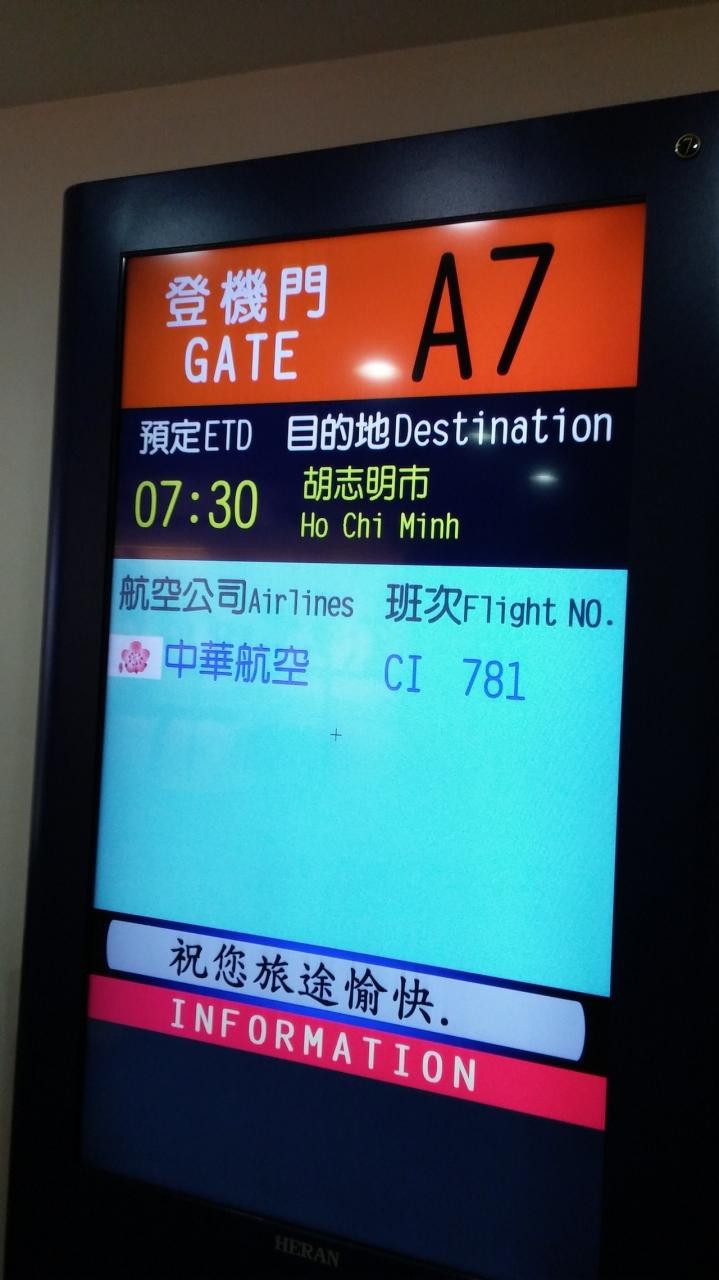 7
登機門 A7
GATE
預定ETD 目的地Destination
07:30 胡志明市
Ho Chi Minh
航空公司Airlines 班次Flight NO.
中華航空 CI 781
祝您旅途愉快.
INFORMATION
HERAN